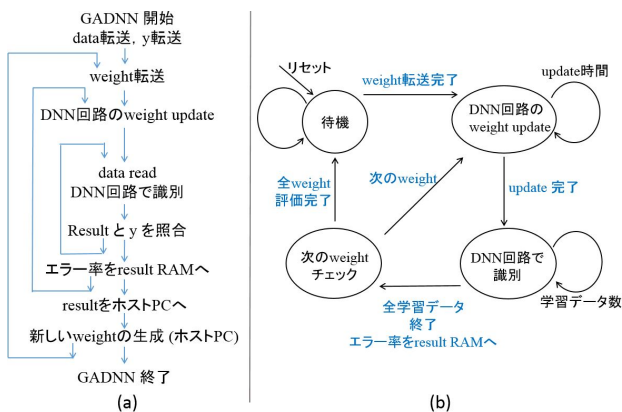 GADNN 開始
data転送，y転送
weight転送
DNN回路のweight update
data read
DNN回路で識別
Result と y を照合
エラー率をresult RAMへ
resultをホストPCへ
新しいweightの生成 (ホストPC)
GADNN 終了
(a)
リセット
待機
weight転送完了
update時間
DNN回路の
weight update
全weight
評価完了
次のweight
update 完了
次のweight
チェック
DNN回路で
識別
学習データ数
全学習データ
終了
エラー率をresult RAMへ
(b)